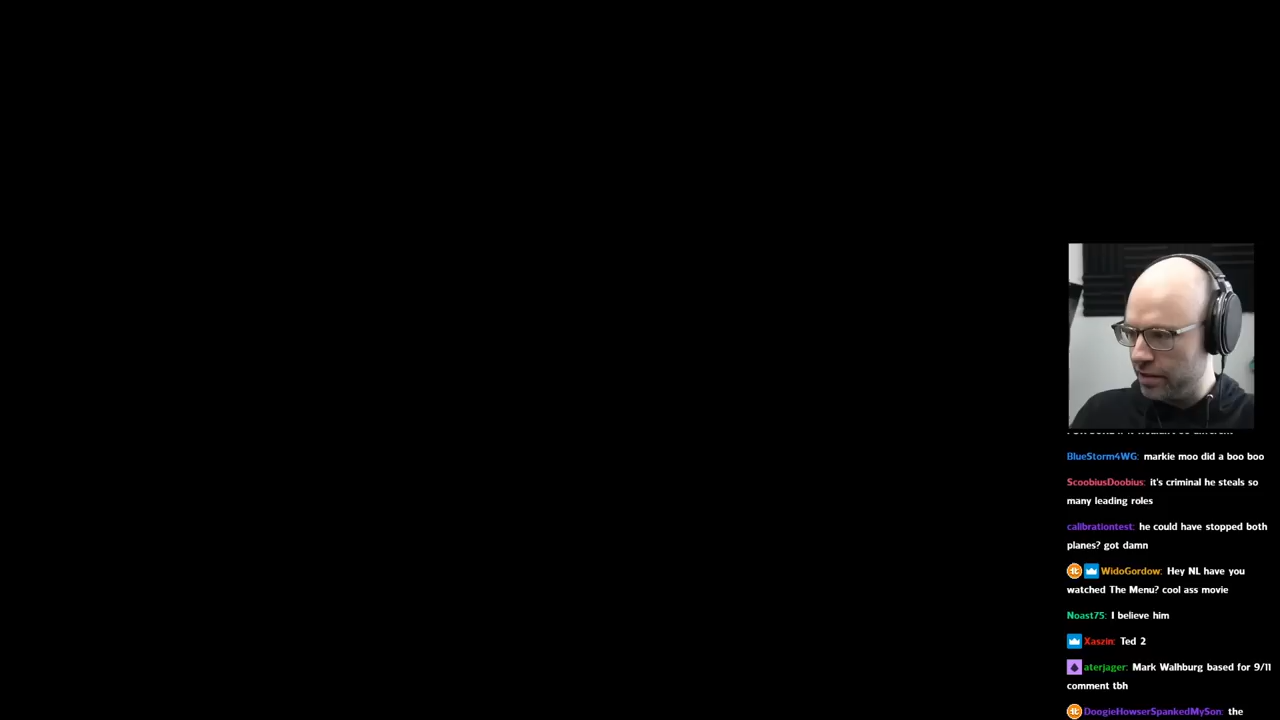 BlueStorm4WG: markie moo did a boo boo
ScoobiusDoobius: it's criminal he steals so
many leading roles
calibrationtest: he could have stopped both
planes? got damn
WidoGordow: Hey NL have you
watched The Menu? cool ass movie
Noast75: I believe him
Xaszin: Ted 2
aterjager: Mark Walhburg based for 9/11
comment tbh
DoogieHowserSpankedMySon: the